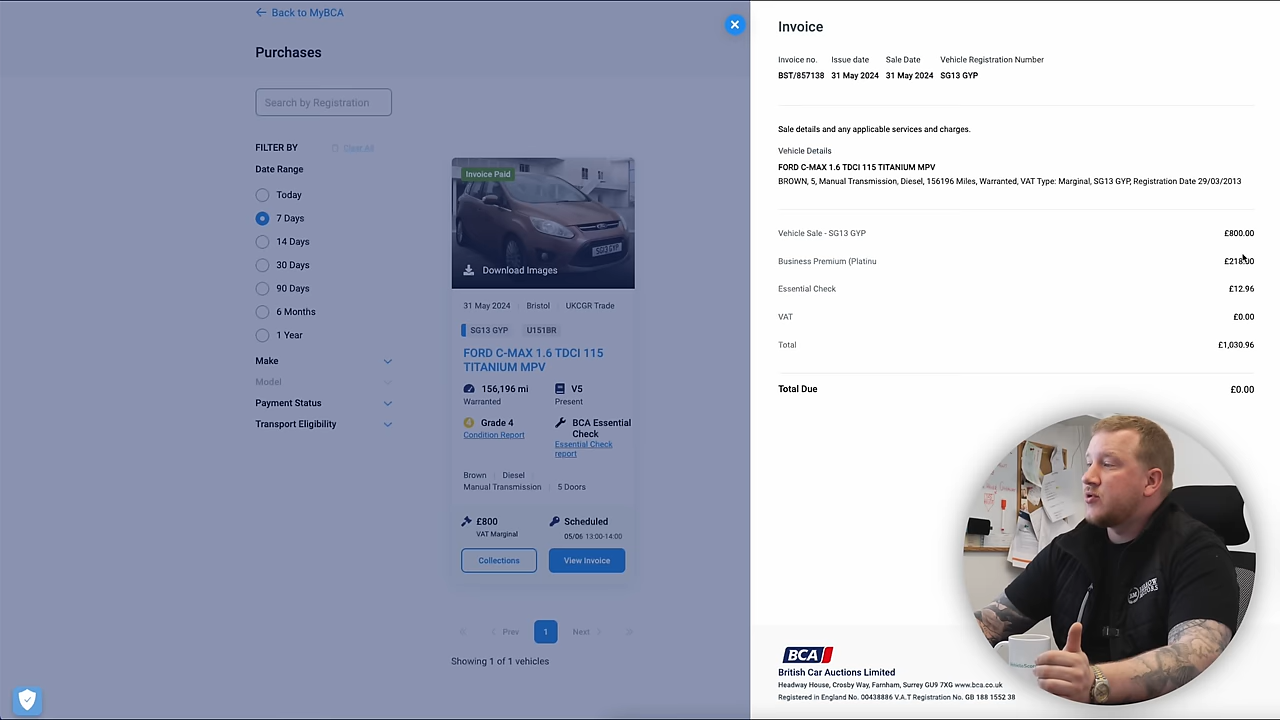 Back to MyBCA
Purchases
Search by Registration
FILTER BY
Clear All
Date Range
Today
7 Days
14 Days
30 Days
90 Days
6 Months
1 Year
Make
Model
Payment Status
Transport Eligibility
Invoice Paid
SG13 GYP
Download Images
31 May 2024 Bristol UKCGR Trade
SG13 GYP U151BR
FORD C-MAX 1.6 TDCI 115
TITANIUM MPV
156,196 mi
Warranted
V5
Present
4 Grade 4
Condition Report
BCA Essential
Check
Essential Check
report
Brown Diesel
Manual Transmission 5 Doors
£800
VAT Marginal
Scheduled
05/06 13:00-14:00
Collections
View Invoice
Prev 1 Next
Showing 1 of 1 vehicles
Invoice
Invoice no. Issue date Sale Date Vehicle Registration Number
BST/857138 31 May 2024 31 May 2024 SG13 GYP
Sale details and any applicable services and charges.
Vehicle Details
FORD C-MAX 1.6 TDCI 115 TITANIUM MPV
BROWN, 5, Manual Transmission, Diesel, 156196 Miles, Warranted, VAT Type: Marginal, SG13 GYP, Registration Date 29/03/2013
Vehicle Sale - SG13 GYP £800.00
Business Premium (Platinu £218.00
Essential Check £12.96
VAT £0.00
Total £1,030.96
Total Due £0.00
BCA
British Car Auctions Limited
Headway House, Crosby Way, Farnham, Surrey GU9 7XG www.bca.co.uk
Registered in England No. 00438886 V.A.T Registration No. GB 188 1552 38